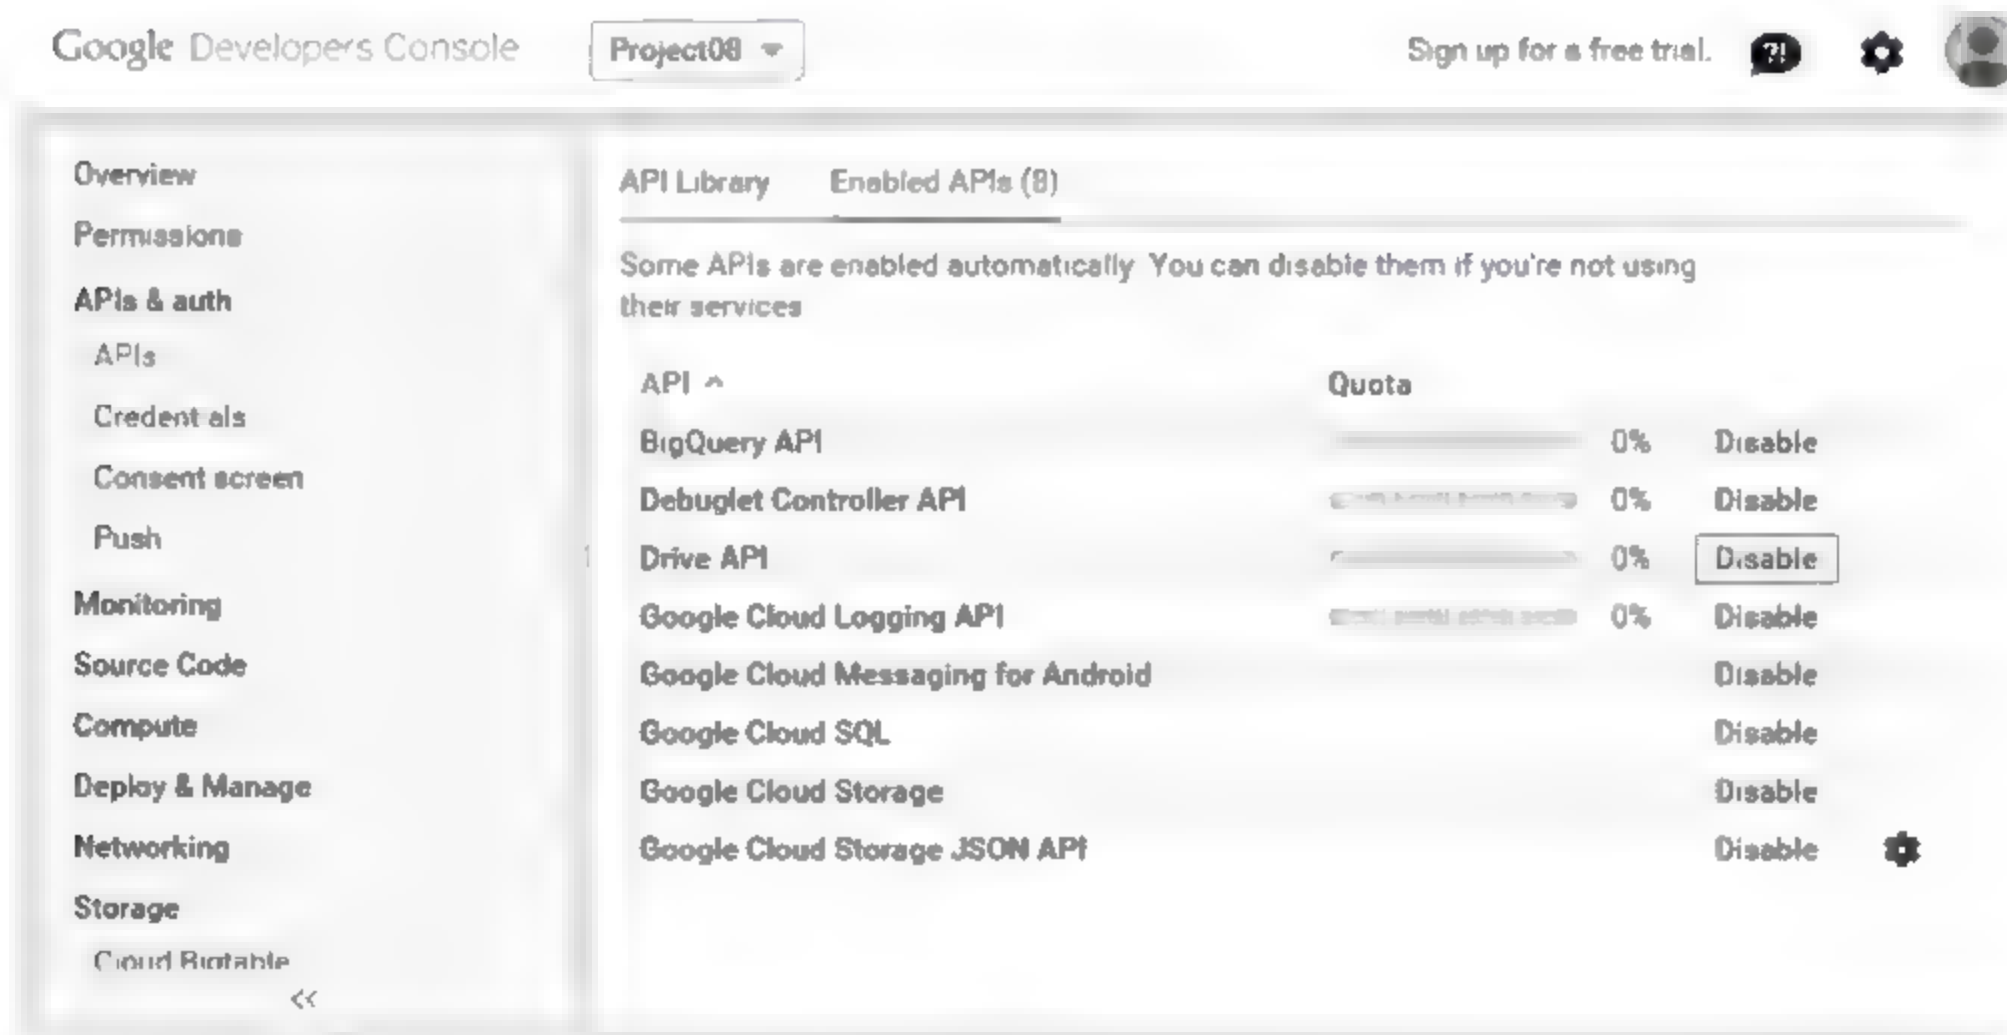 Google Developers Console Project08 Sign up for a free trial.
Overview
Permissions
APIs & auth
APIs
Credentials
Consent screen
Push
Monitoring
Source Code
Compute
Deploy & Manage
Networking
Storage
Cloud Bigtable
<<
API Library Enabled APIs (8)
Some APIs are enabled automatically. You can disable them if you're not using
their services
API ^ Quota
BigQuery API 0% Disable
Debuglet Controller API 0% Disable
Drive API 0% Disable
Google Cloud Logging API 0% Disable
Google Cloud Messaging for Android Disable
Google Cloud SQL Disable
Google Cloud Storage Disable
Google Cloud Storage JSON API Disable